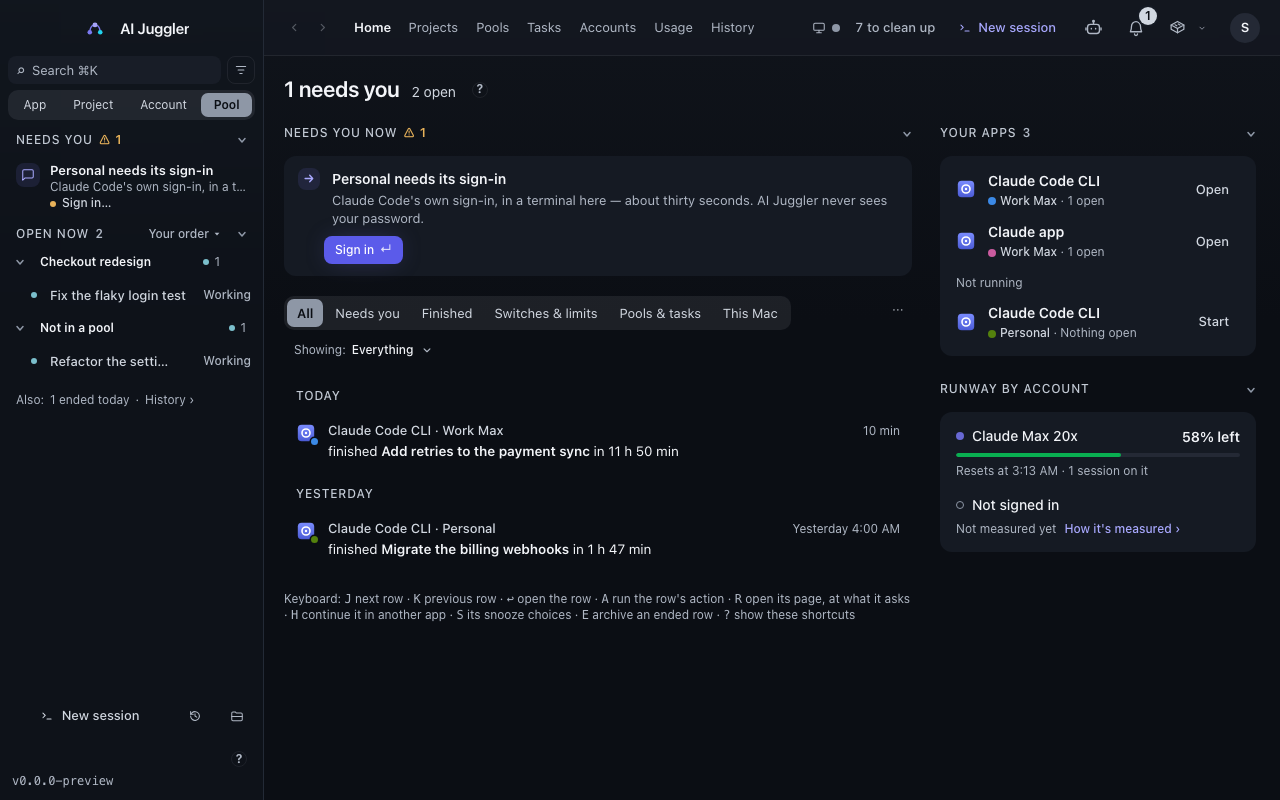 AI Juggler
Search ⌘K
App Project Account Pool
NEEDS YOU 1
Personal needs its sign-in
Claude Code's own sign-in, in a t…
Sign in…
OPEN NOW 2 Your order
Checkout redesign 1
Fix the flaky login test Working
Not in a pool 1
Refactor the setti… Working
Also: 1 ended today · History ›
New session
?
v0.0.0-preview
Home Projects Pools Tasks Accounts Usage History
7 to clean up
New session
1
S
1 needs you 2 open ?
NEEDS YOU NOW 1
Personal needs its sign-in
Claude Code's own sign-in, in a terminal here — about thirty seconds. AI Juggler never sees
your password.
Sign in ↵
All Needs you Finished Switches & limits Pools & tasks This Mac ···
Showing: Everything
TODAY
Claude Code CLI · Work Max 10 min
finished Add retries to the payment sync in 11 h 50 min
YESTERDAY
Claude Code CLI · Personal Yesterday 4:00 AM
finished Migrate the billing webhooks in 1 h 47 min
Keyboard: J next row · K previous row · ↩ open the row · A run the row's action · R open its page, at what it asks
· H continue it in another app · S its snooze choices · E archive an ended row · ? show these shortcuts
YOUR APPS 3
Claude Code CLI Open
Work Max · 1 open
Claude app Open
Work Max · 1 open
Not running
Claude Code CLI Start
Personal · Nothing open
RUNWAY BY ACCOUNT
Claude Max 20x 58% left
Resets at 3:13 AM · 1 session on it
Not signed in
Not measured yet How it's measured ›